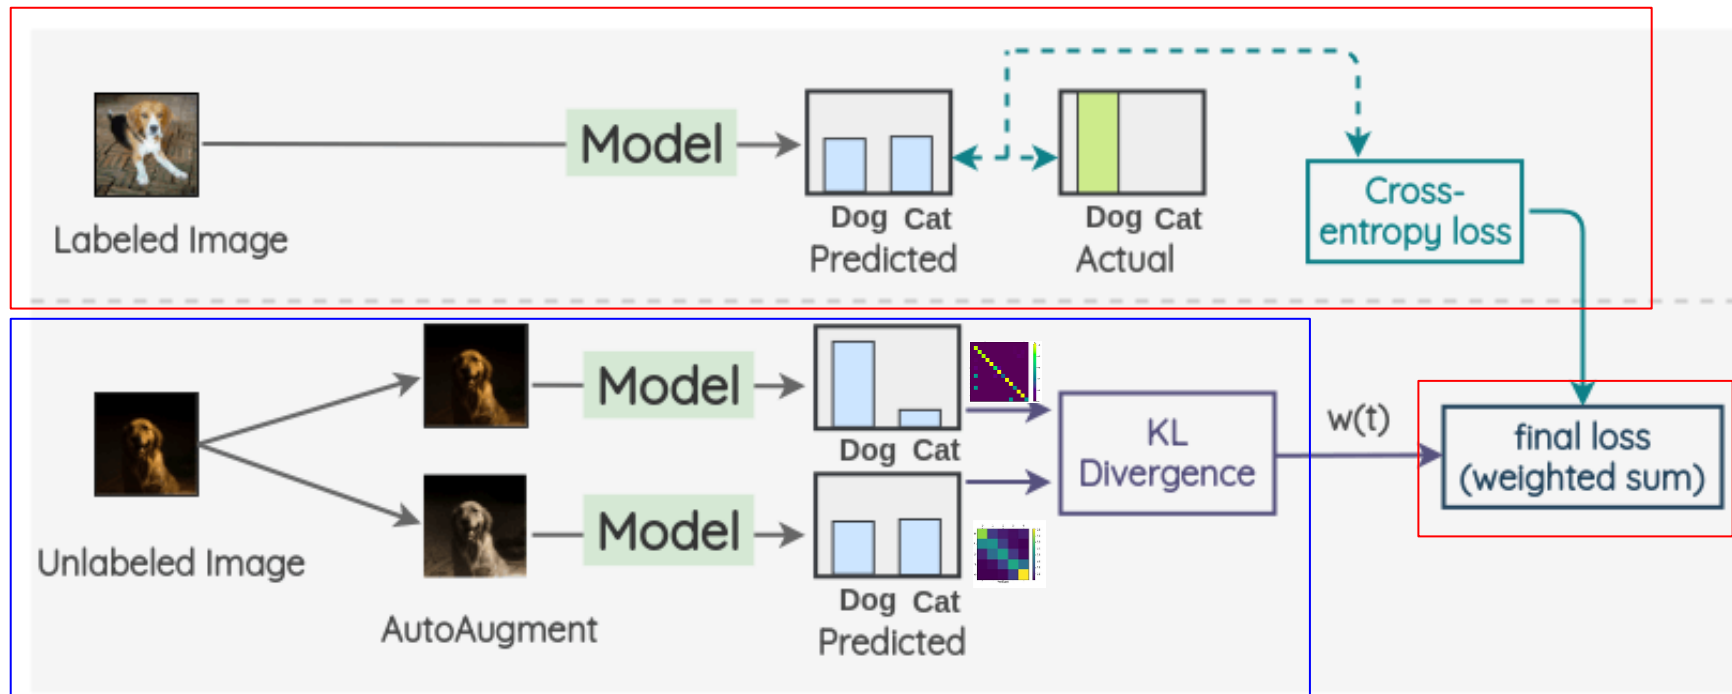 Labeled Image
Model
Dog Cat
Predicted
Dog Cat
Actual
Cross-
entropy loss
Unlabeled Image
AutoAugment
Model
Dog Cat
Model
Dog Cat
Predicted
KL
Divergence
w(t)
final loss
(weighted sum)